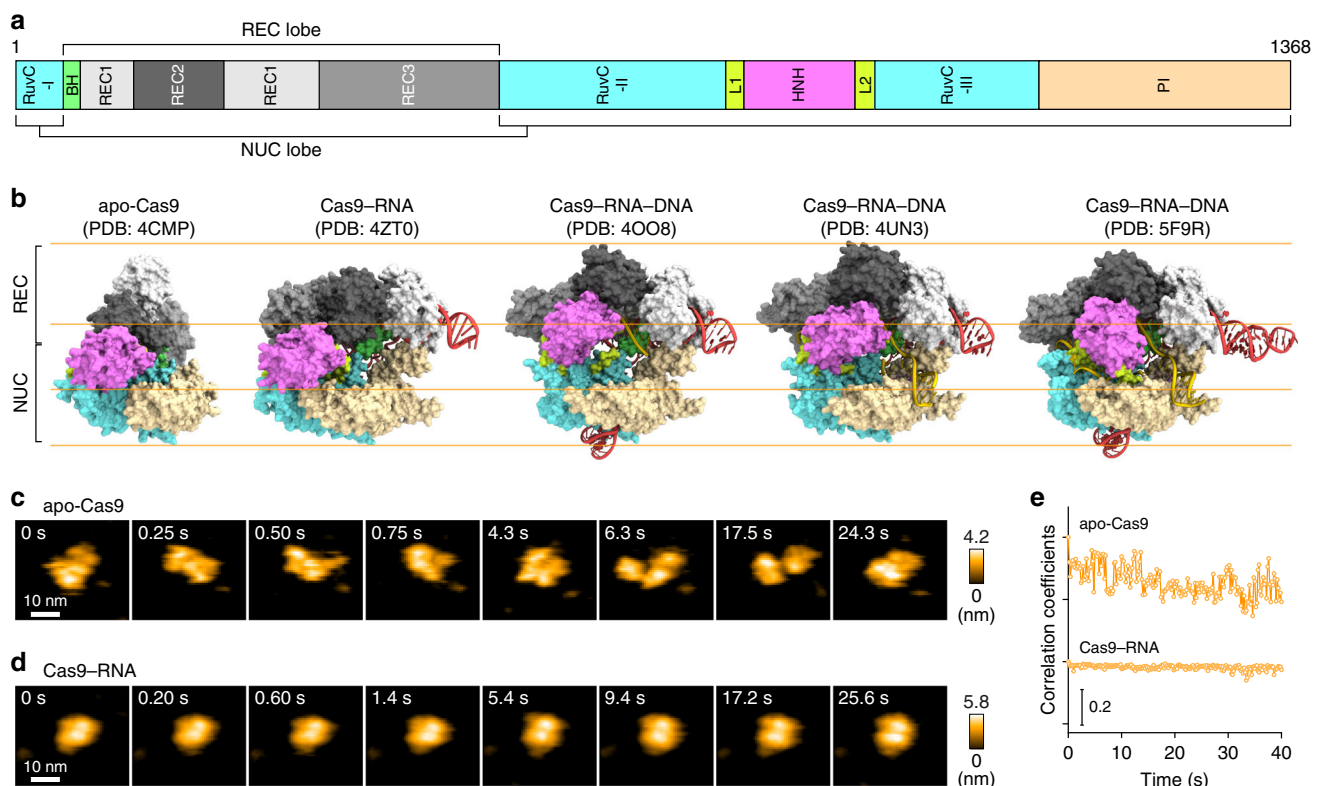 a
REC lobe
1
1368
RuvC
-I
BH
REC1
REC2
REC1
REC3
RuvC
-II
L1
HNH
L2
RuvC
-III
PI
NUC lobe
b
apo-Cas9
(PDB: 4CMP)
Cas9–RNA
(PDB: 4ZT0)
Cas9–RNA–DNA
(PDB: 4OO8)
Cas9–RNA–DNA
(PDB: 4UN3)
Cas9–RNA–DNA
(PDB: 5F9R)
REC
NUC
c
apo-Cas9
0 s
0.25 s
0.50 s
0.75 s
4.3 s
6.3 s
17.5 s
24.3 s
10 nm
4.2
0
(nm)
d
Cas9–RNA
0 s
0.20 s
0.60 s
1.4 s
5.4 s
9.4 s
17.2 s
25.6 s
10 nm
5.8
0
(nm)
e
apo-Cas9
Cas9–RNA
0.2
Correlation coefficients
0 10 20 30 40
Time (s)